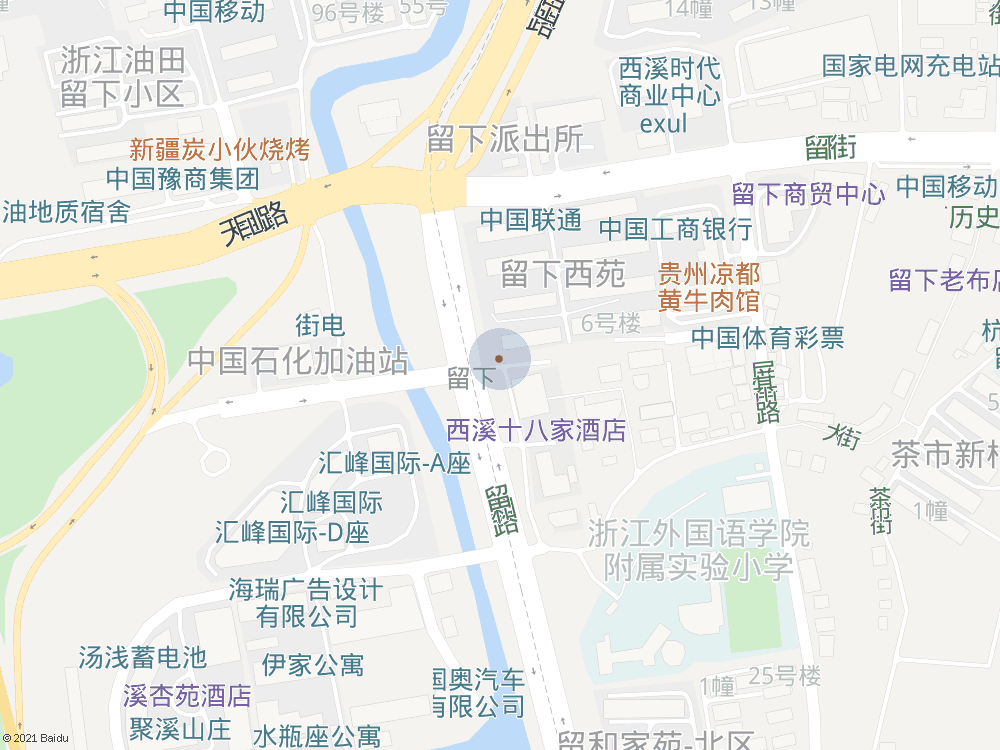 中国移动
96号楼
55号
14幢
13幢
街
浙江油田
留下小区
西溪时代
商业中心
exul
国家电网充电站
留下派出所
新疆炭小伙烧烤
中国豫商集团
油地质宿舍
天目山路
留下街
留下商贸中心
中国移动
历史
中国联通
中国工商银行
留下西苑
贵州凉都
黄牛肉馆
留下老布店
6号楼
街电
中国石化加油站
中国体育彩票
杭
留
留下
屏基山路
西溪十八家酒店
大街
茶市新村
5
汇峰国际-A座
汇峰国际
汇峰国际-D座
留和路
茶市街
1幢
浙江外国语学院
附属实验小学
海瑞广告设计
有限公司
汤浅蓄电池
伊家公寓
溪杏苑酒店
聚溪山庄
水瓶座公寓
国奥汽车
有限公司
25号楼
1幢
留和家苑-北区
© 2021 Baidu